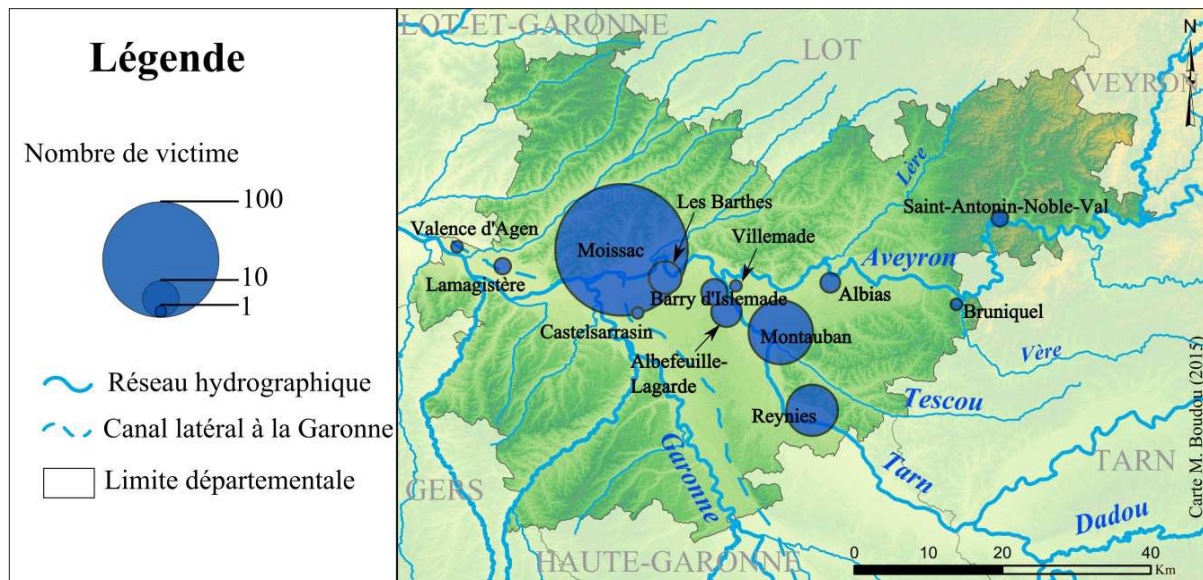 Légende
Nombre de victime
100
10
1
Réseau hydrographique
Canal latéral à la Garonne
Limite départementale
LOT-ET-GARONNE
LOT
AVEYRON
N
Lère
Les Barthes
Saint-Antonin-Noble-Val
Valence d'Agen
Moissac
Villemade
Aveyron
Lamagistère
Barry d'Islemade
Albias
Castelsarrasin
Montauban
Bruniquel
Albefeuille-
Lagarde
Vère
Reynies
Tescou
Garonne
Tarn
TARN
GERS
Dadou
HAUTE-GARONNE
0 10 20 40
Km
Carte M. Boudou (2015)